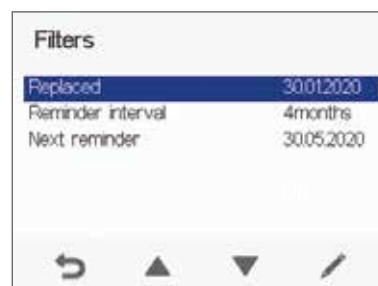 Filters
Replaced 30.01.2020
Reminder interval 4months
Next reminder 30.05.2020